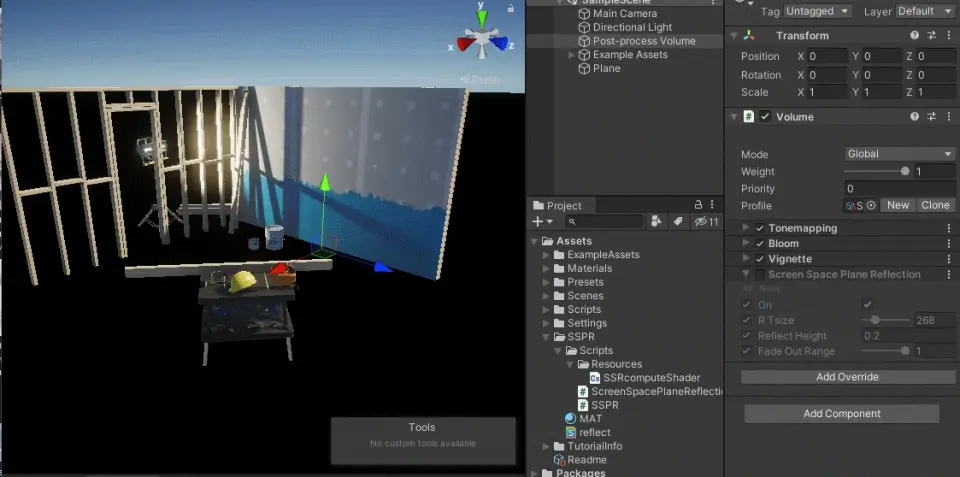 SampleScene
Main Camera
Directional Light
Post-process Volume
Example Assets
Plane
y
x
z
Persp
Tools
No custom tools available
Project
11
Assets
ExampleAssets
Materials
Presets
Scenes
Scripts
Settings
SSPR
Scripts
Resources
SSRcomputeShader
ScreenSpacePlaneReflecti
SSPR
MAT
reflect
TutorialInfo
Readme
Packages
Tag Untagged Layer Default
Transform
Position X 0 Y 0 Z 0
Rotation X 0 Y 0 Z 0
Scale X 1 Y 1 Z 1
Volume
Mode Global
Weight 1
Priority 0
Profile S New Clone
Tonemapping
Bloom
Vignette
Screen Space Plane Reflection
On
R Tsize 268
Reflect Height 0.2
Fade Out Range 1
Add Override
Add Component